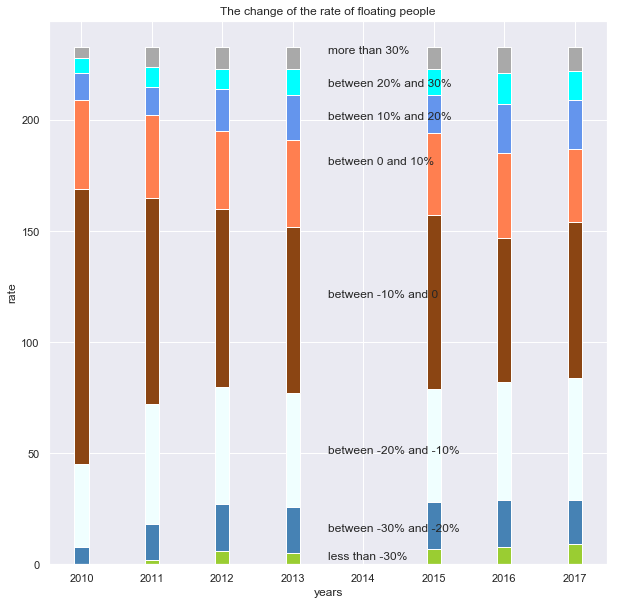 The change of the rate of floating people
more than 30%
between 20% and 30%
between 10% and 20%
between 0 and 10%
between -10% and 0
between -20% and -10%
between -30% and -20%
less than -30%
rate
200
150
100
50
0
2010 2011 2012 2013 2014 2015 2016 2017
years